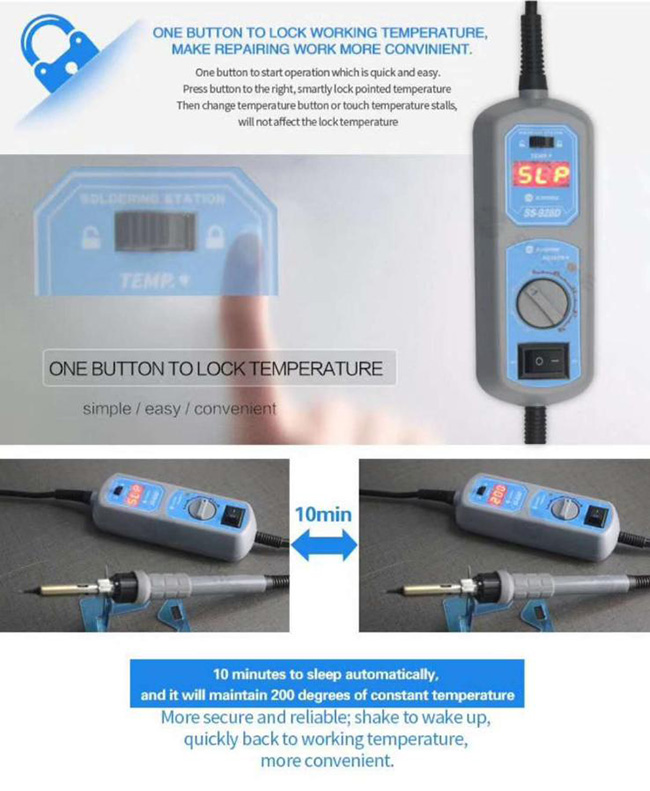 ONE BUTTON TO LOCK WORKING TEMPERATURE,
MAKE REPAIRING WORK MORE CONVINIENT.
One button to start operation which is quick and easy.
Press button to the right, smartly lock pointed temperature
Then change temperature button or touch temperature stalls,
will not affect the lock temperature
SOLDERING STATION
TEMP.
SOLDERING STATION
TEMP.
SLP
SS-928D
ONE BUTTON TO LOCK TEMPERATURE
simple / easy / convenient
SLP
10min
200
10 minutes to sleep automatically,
and it will maintain 200 degrees of constant temperature
More secure and reliable; shake to wake up,
quickly back to working temperature,
more convenient.